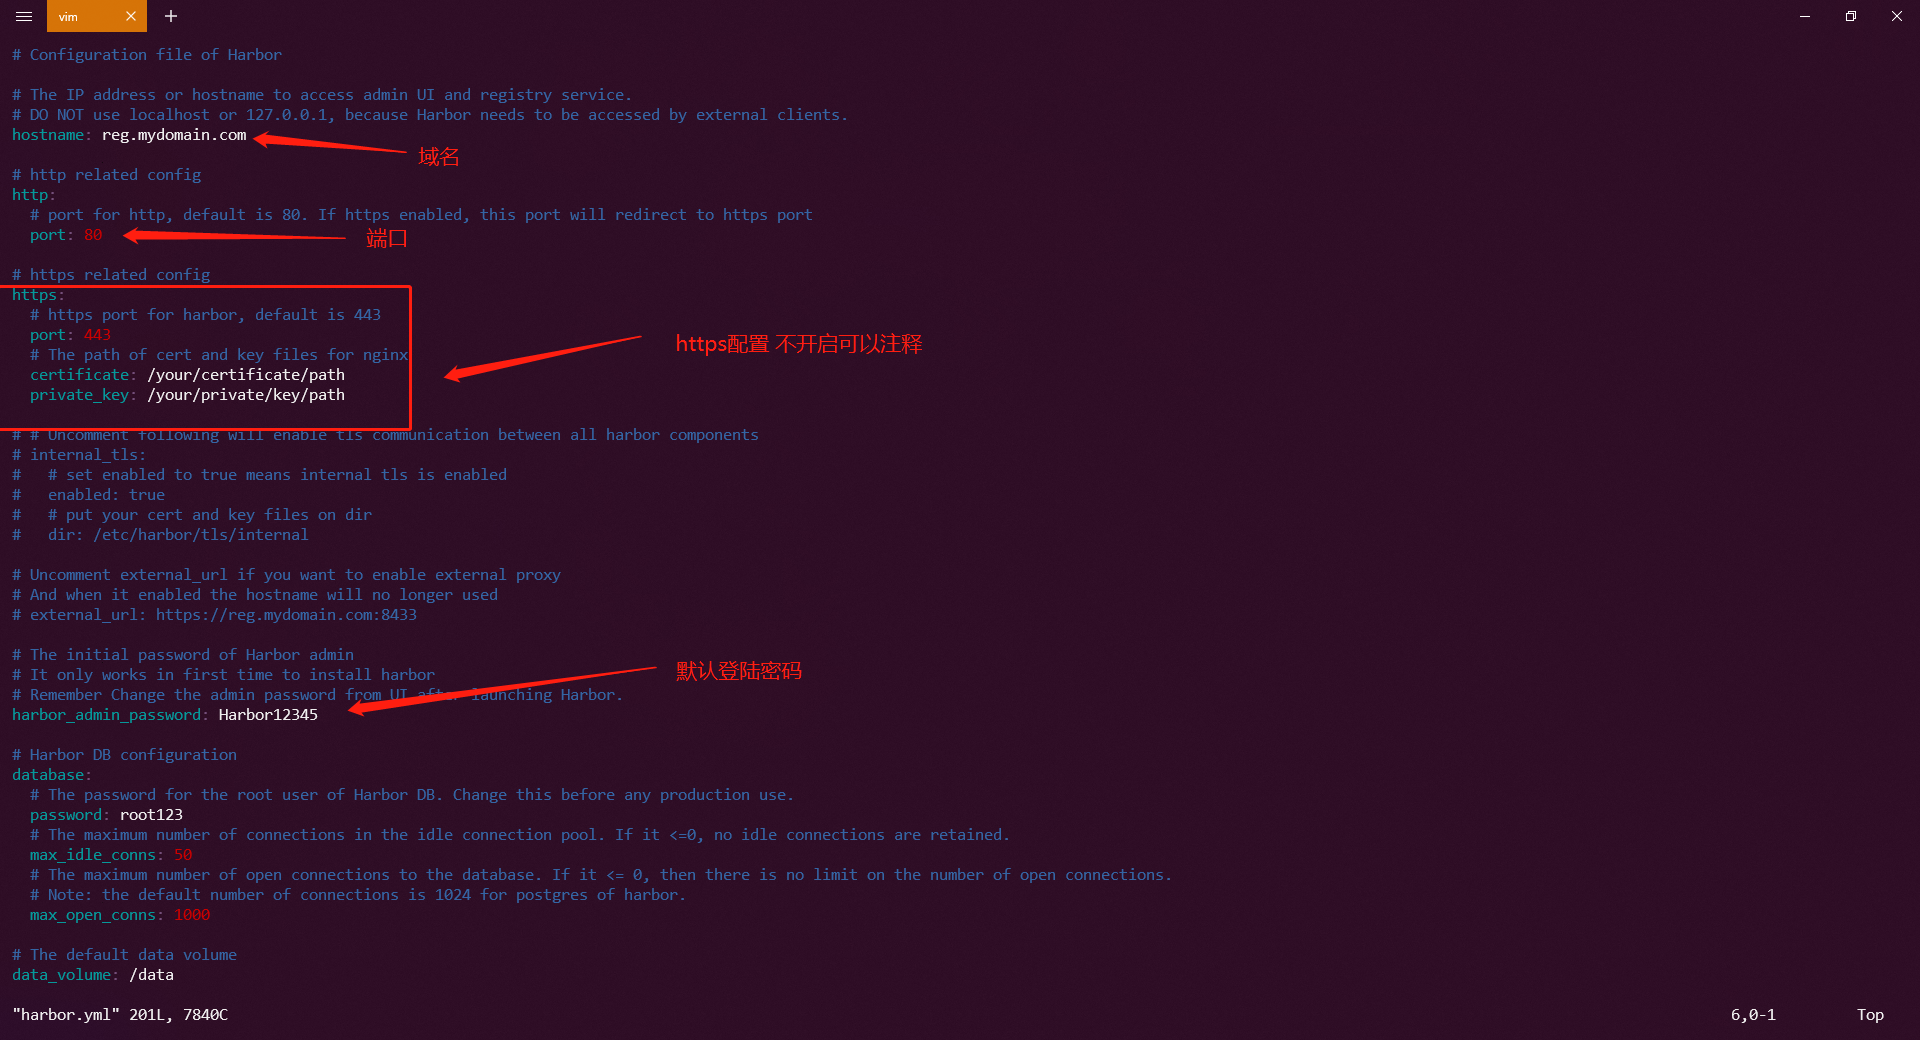 vim
# Configuration file of Harbor
# The IP address or hostname to access admin UI and registry service.
# DO NOT use localhost or 127.0.0.1, because Harbor needs to be accessed by external clients.
hostname: reg.mydomain.com
域名
# http related config
http:
# port for http, default is 80. If https enabled, this port will redirect to https port
port: 80
端口
# https related config
https:
# https port for harbor, default is 443
port: 443
https配置 不开启可以注释
# The path of cert and key files for nginx
certificate: /your/certificate/path
private_key: /your/private/key/path
# # Uncomment following will enable tls communication between all harbor components
# internal_tls:
#   # set enabled to true means internal tls is enabled
#   enabled: true
#   # put your cert and key files on dir
#   dir: /etc/harbor/tls/internal
# Uncomment external_url if you want to enable external proxy
# And when it enabled the hostname will no longer used
# external_url: https://reg.mydomain.com:8433
# The initial password of Harbor admin
# It only works in first time to install harbor
默认登陆密码
# Remember Change the admin password from UI after launching Harbor.
harbor_admin_password: Harbor12345
# Harbor DB configuration
database:
# The password for the root user of Harbor DB. Change this before any production use.
password: root123
# The maximum number of connections in the idle connection pool. If it <=0, no idle connections are retained.
max_idle_conns: 50
# The maximum number of open connections to the database. If it <= 0, then there is no limit on the number of open connections.
# Note: the default number of connections is 1024 for postgres of harbor.
max_open_conns: 1000
# The default data volume
data_volume: /data
"harbor.yml" 201L, 7840C
6,0-1
Top